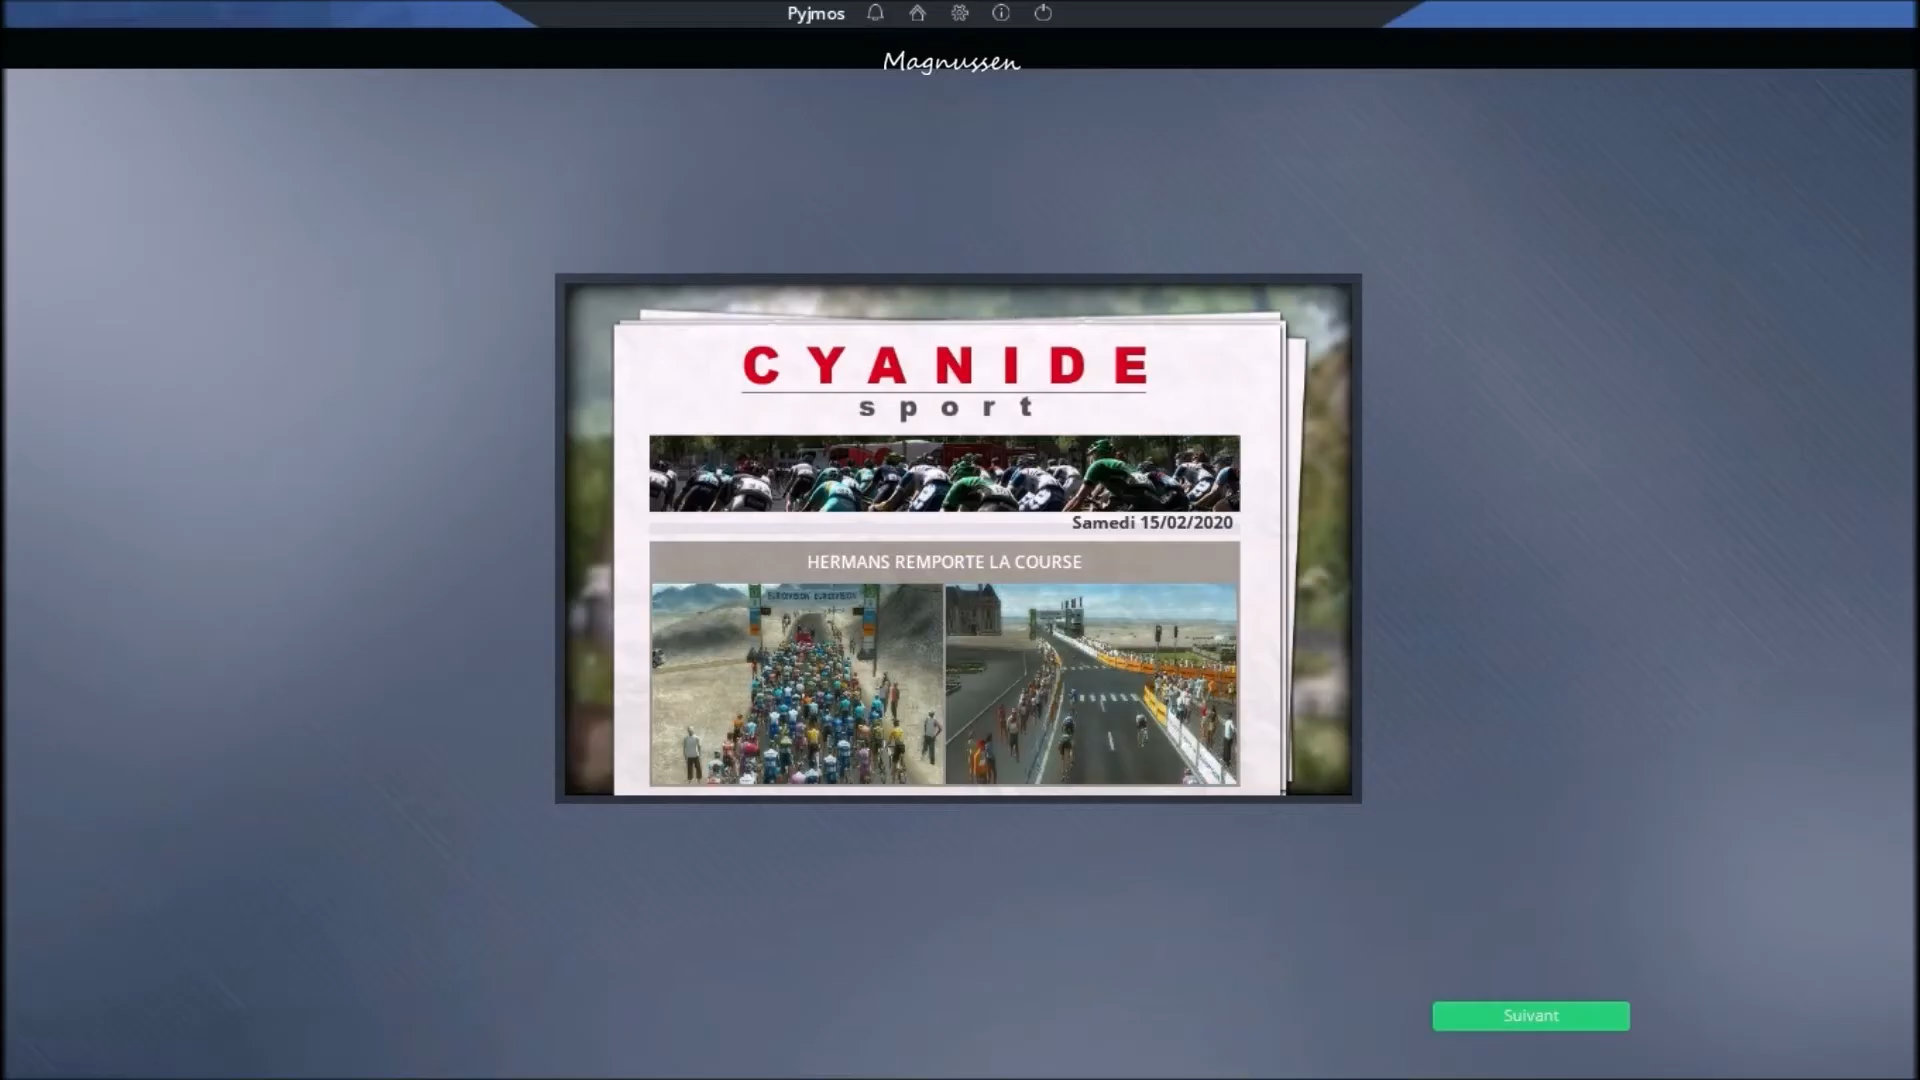 Pyjmos
Magnussen
CYANIDE
sport
Samedi 15/02/2020
HERMANS REMPORTE LA COURSE
Suivant